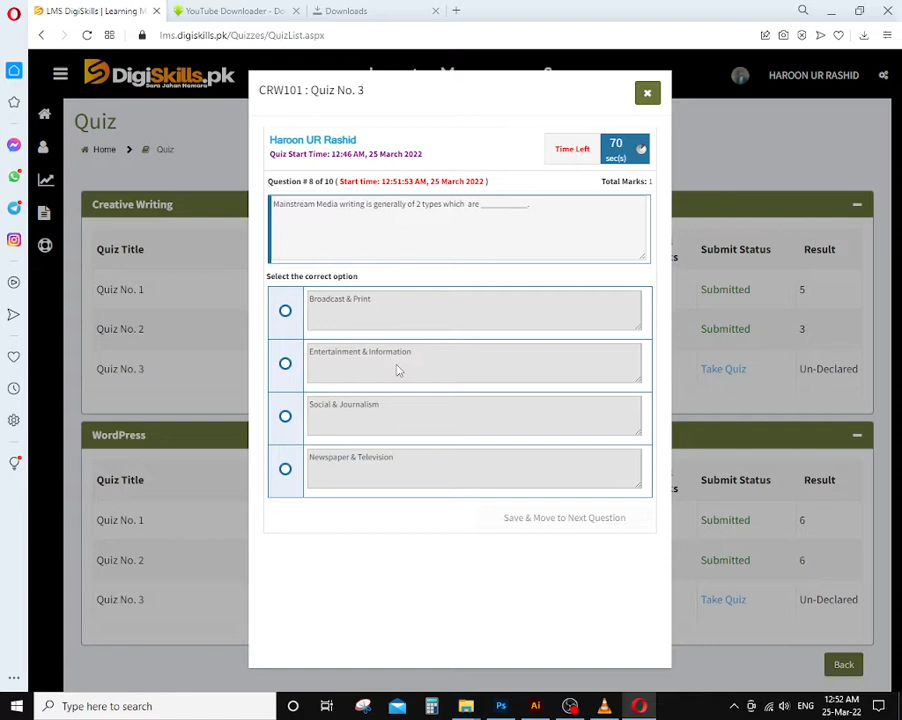 LMS DigiSkills | Learning M
YouTube Downloader - Do
Downloads
lms.digiskills.pk/Quizzes/QuizList.aspx
DigiSkills.pk
Sara Jahan Hamara
HAROON UR RASHID
Quiz
Home > Quiz
CRW101 : Quiz No. 3
Haroon UR Rashid
Quiz Start Time: 12:46 AM, 25 March 2022
Time Left
70
sec(s)
Question # 8 of 10 ( Start time: 12:51:53 AM, 25 March 2022 )
Total Marks: 1
Mainstream Media writing is generally of 2 types which are __________.
Select the correct option
Broadcast & Print
Entertainment & Information
Social & Journalism
Newspaper & Television
Save & Move to Next Question
Creative Writing
Quiz Title
Submit Status
Result
Quiz No. 1
Submitted
5
Quiz No. 2
Submitted
3
Quiz No. 3
Take Quiz
Un-Declared
WordPress
Quiz Title
Submit Status
Result
Quiz No. 1
Submitted
6
Quiz No. 2
Submitted
6
Quiz No. 3
Take Quiz
Un-Declared
Back
Type here to search
12:52 AM
25-Mar-22